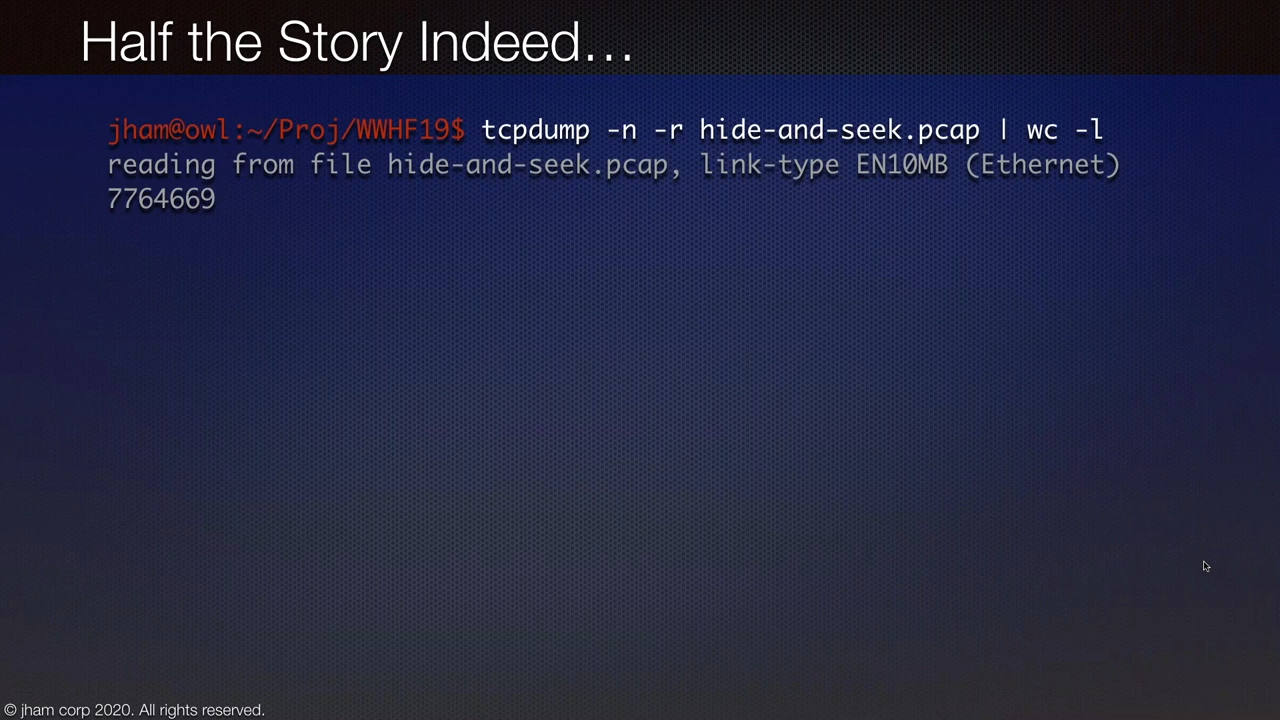 Half the Story Indeed…
jham@owl:~/Proj/WWHF19$ tcpdump -n -r hide-and-seek.pcap | wc -l
reading from file hide-and-seek.pcap, link-type EN10MB (Ethernet)
7764669
© jham corp 2020. All rights reserved.